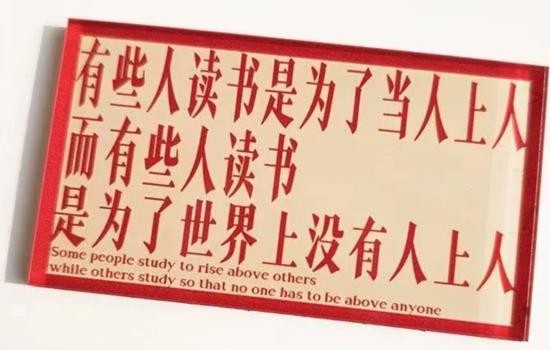 有些人读书是为了当人上人
而有些人读书
是为了世界上没有人上人
Some people study to rise above others
while others study so that no one has to be above anyone